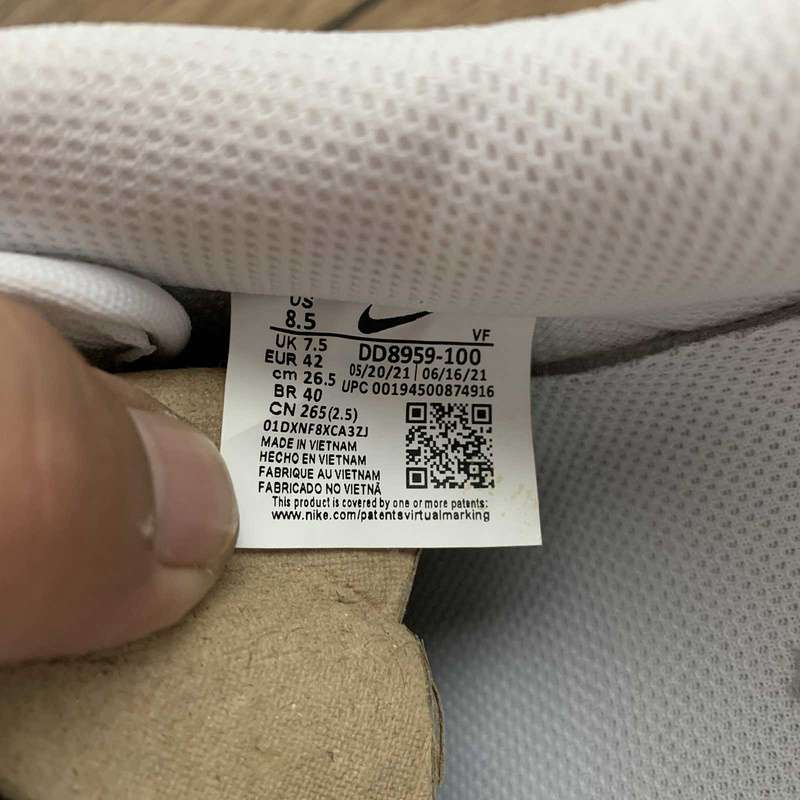 US
8.5
VF
UK 7.5
DD8959-100
EUR 42
05/20/21 06/16/21
cm 26.5
UPC 00194500874916
BR 40
CN 265(2.5)
01DXNF8XCA3ZJ
MADE IN VIETNAM
HECHO EN VIETNAM
FABRIQUE AU VIETNAM
FABRICADO NO VIETNÃ
This product is covered by one or more patents:
www.nike.com/patentsvirtualmarking